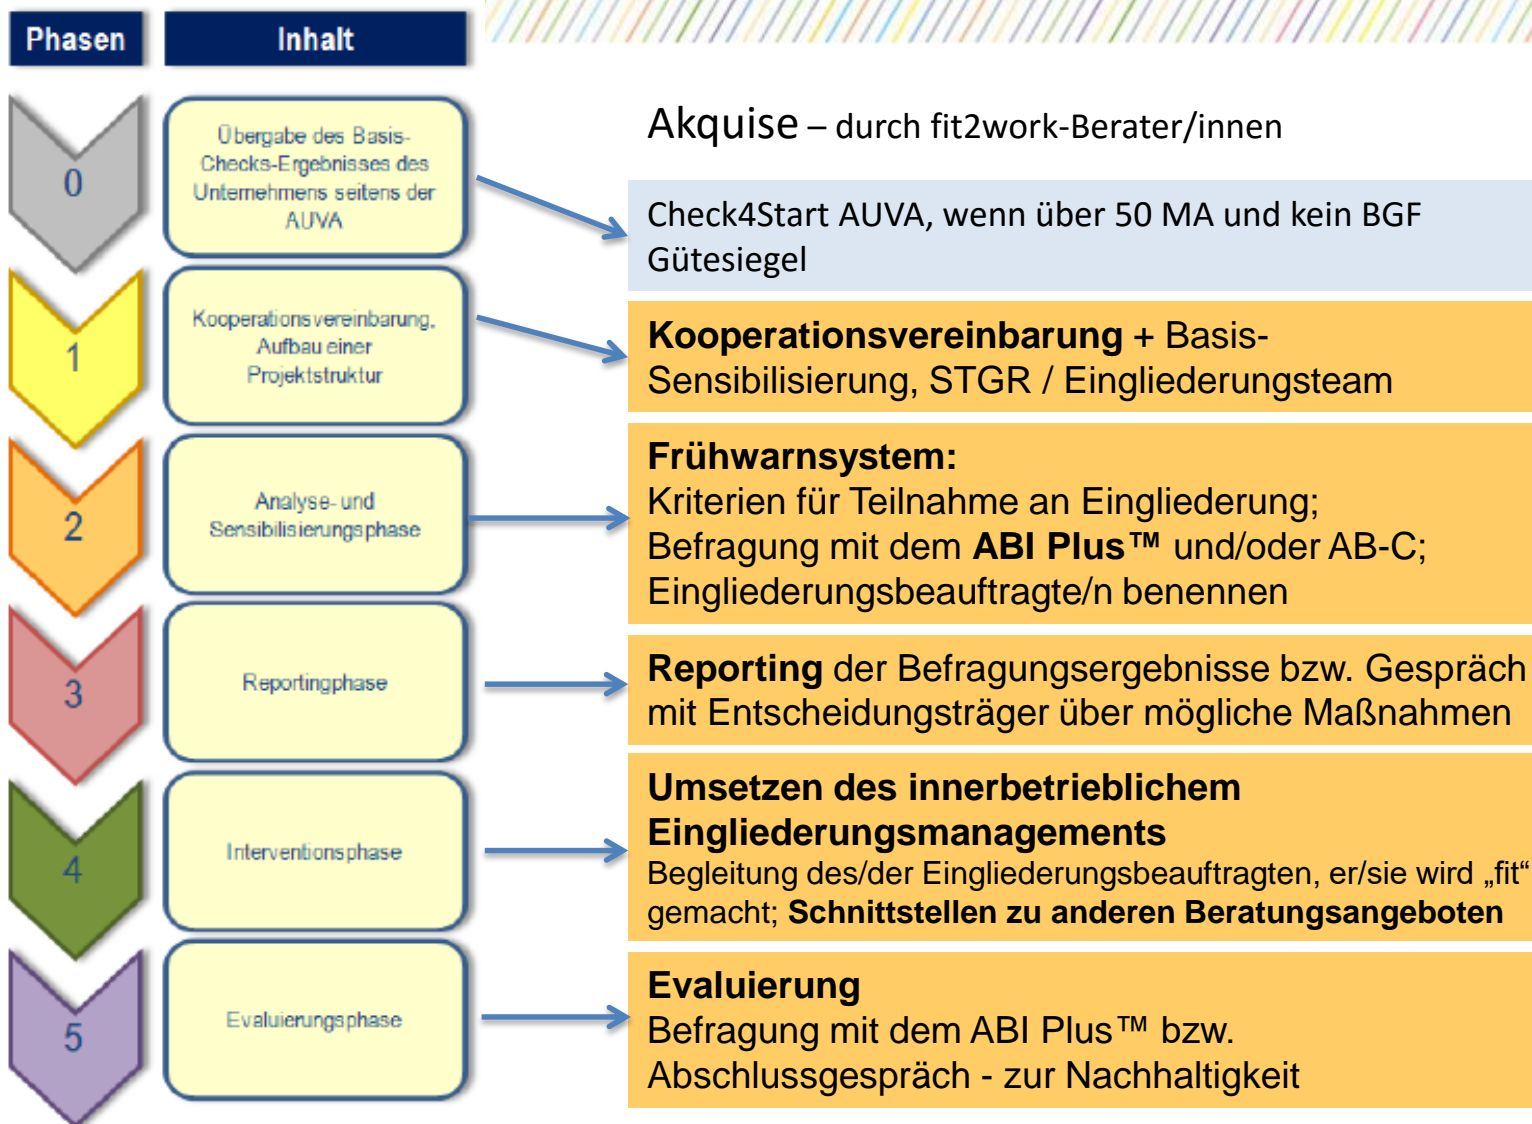 Phasen
Inhalt
Akquise – durch fit2work-Berater/innen
0
Übergabe des Basis-
Checks-Ergebnisses des
Unternehmens seitens der
AUVA
Check4Start AUVA, wenn über 50 MA und kein BGF
Gütesiegel
1
Kooperationsvereinbarung,
Aufbau einer
Projektstruktur
Kooperationsvereinbarung + Basis-
Sensibilisierung, STGR / Eingliederungsteam
2
Analyse- und
Sensibilisierungsphase
Frühwarnsystem:
Kriterien für Teilnahme an Eingliederung;
Befragung mit dem ABI Plus™ und/oder AB-C;
Eingliederungsbeauftragte/n benennen
3
Reportingphase
Reporting der Befragungsergebnisse bzw. Gespräch
mit Entscheidungsträger über mögliche Maßnahmen
4
Interventionsphase
Umsetzen des innerbetrieblichem
Eingliederungsmanagements
Begleitung des/der Eingliederungsbeauftragten, er/sie wird „fit“
gemacht; Schnittstellen zu anderen Beratungsangeboten
5
Evaluierungsphase
Evaluierung
Befragung mit dem ABI Plus™ bzw.
Abschlussgespräch - zur Nachhaltigkeit